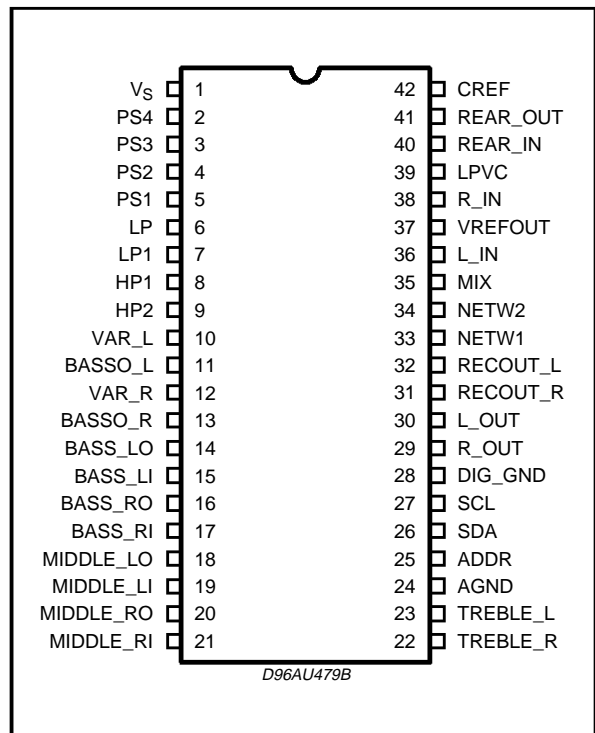 VS 1 42 CREF
PS4 2 41 REAR_OUT
PS3 3 40 REAR_IN
PS2 4 39 LPVC
PS1 5 38 R_IN
LP 6 37 VREFOUT
LP1 7 36 L_IN
HP1 8 35 MIX
HP2 9 34 NETW2
VAR_L 10 33 NETW1
BASSO_L 11 32 RECOUT_L
VAR_R 12 31 RECOUT_R
BASSO_R 13 30 L_OUT
BASS_LO 14 29 R_OUT
BASS_LI 15 28 DIG_GND
BASS_RO 16 27 SCL
BASS_RI 17 26 SDA
MIDDLE_LO 18 25 ADDR
MIDDLE_LI 19 24 AGND
MIDDLE_RO 20 23 TREBLE_L
MIDDLE_RI 21 22 TREBLE_R
D96AU479B